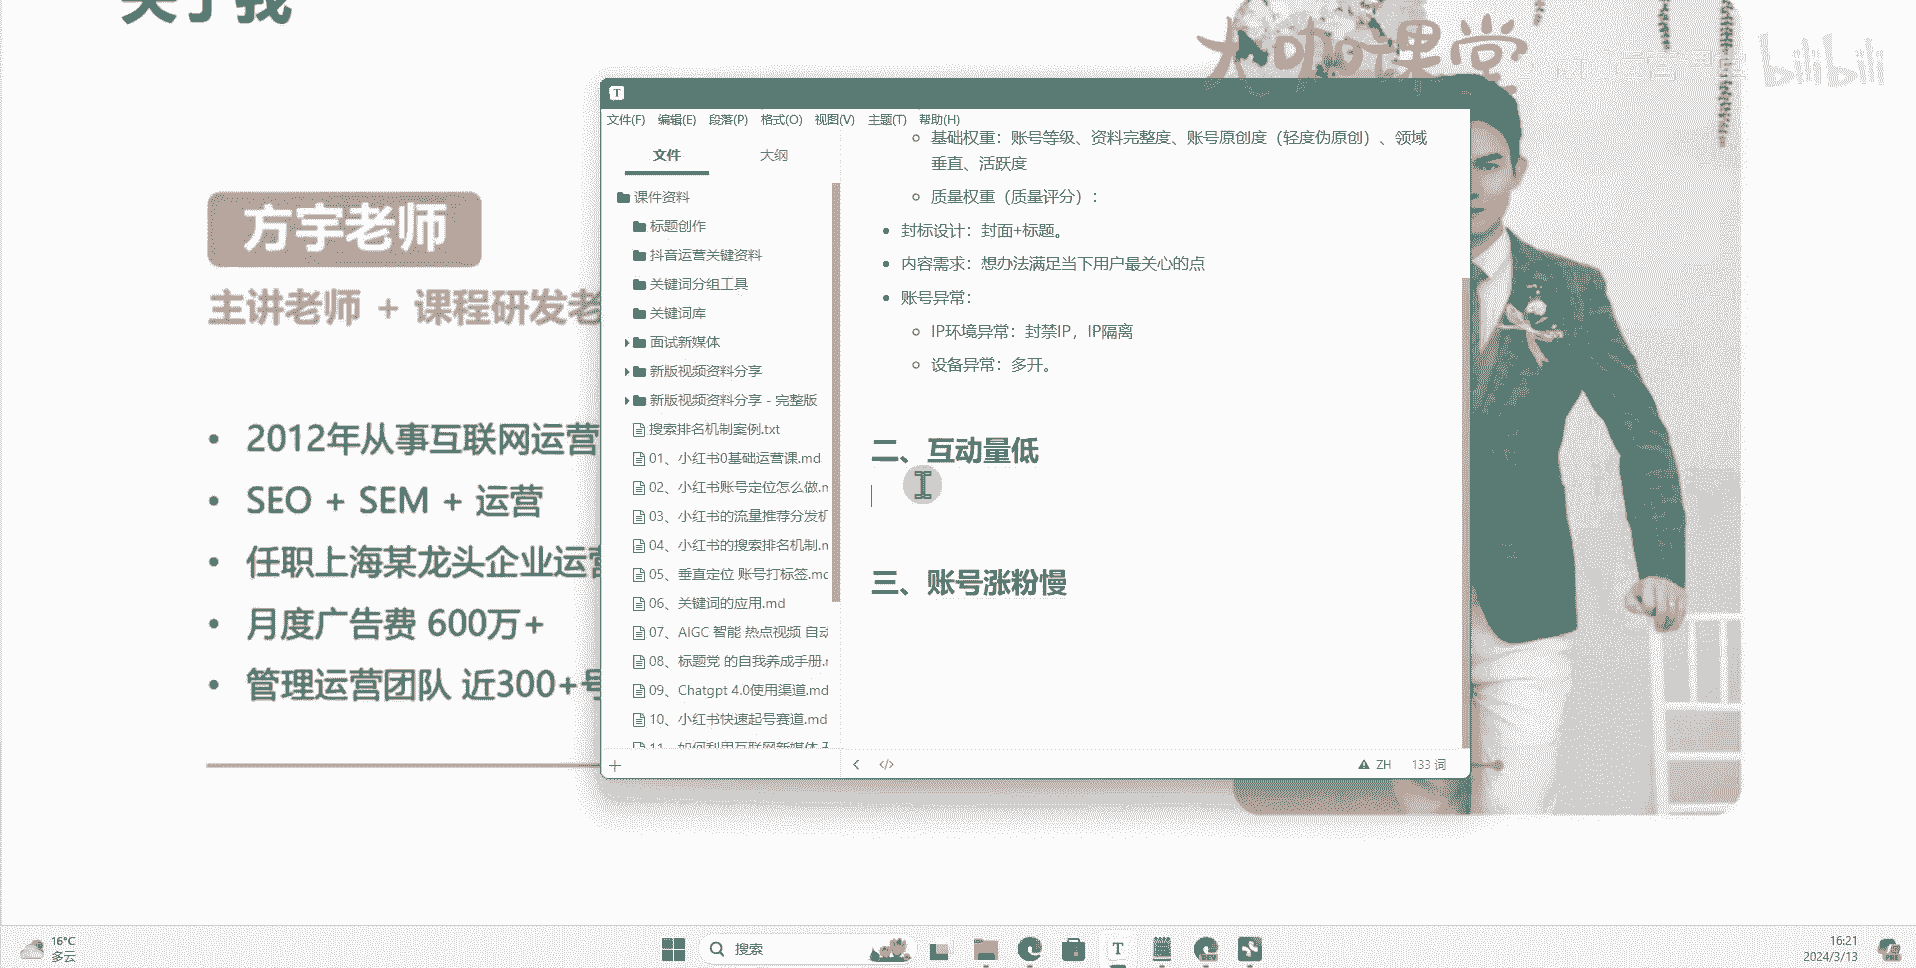 关于我
大咖课堂
bilibili
方宇老师
主讲老师 + 课程研发老
2012年从事互联网运营
SEO + SEM + 运营
任职上海某龙头企业运营
月度广告费 600万+
管理运营团队 近300+号
文件(F) 编辑(E) 段落(P) 格式(O) 视图(V) 主题(T) 帮助(H)
文件 大纲
课件资料
标题创作
抖音运营关键资料
关键词分组工具
关键词库
面试新媒体
新版视频资料分享
新版视频资料分享 - 完整版
搜索排名机制案例.txt
01、小红书0基础运营课.md
02、小红书账号定位怎么做.m
03、小红书的流量推荐分发机
04、小红书的搜索排名机制.m
05、垂直定位 账号打标签.md
06、关键词的应用.md
07、AIGC 智能 热点视频 自动
08、标题党 的自我养成手册.m
09、Chatgpt 4.0使用渠道.md
10、小红书快速起号赛道.md
11、如何利用互联网新媒体
基础权重：账号等级、资料完整度、账号原创度（轻度伪原创）、领域
垂直、活跃度
质量权重（质量评分）：
封标设计：封面+标题。
内容需求：想办法满足当下用户最关心的点
账号异常：
IP环境异常：封禁IP，IP隔离
设备异常：多开。
二、互动量低
三、账号涨粉慢
ZH 133 词
16°C
多云
搜索
16:21
2024/3/13